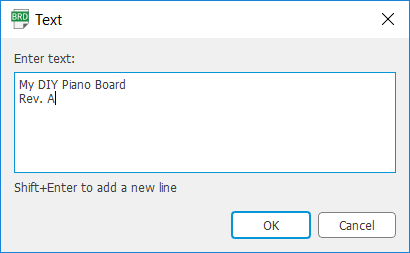 BRD
Text
Enter text:
My DIY Piano Board
Rev. A
Shift+Enter to add a new line
OK
Cancel